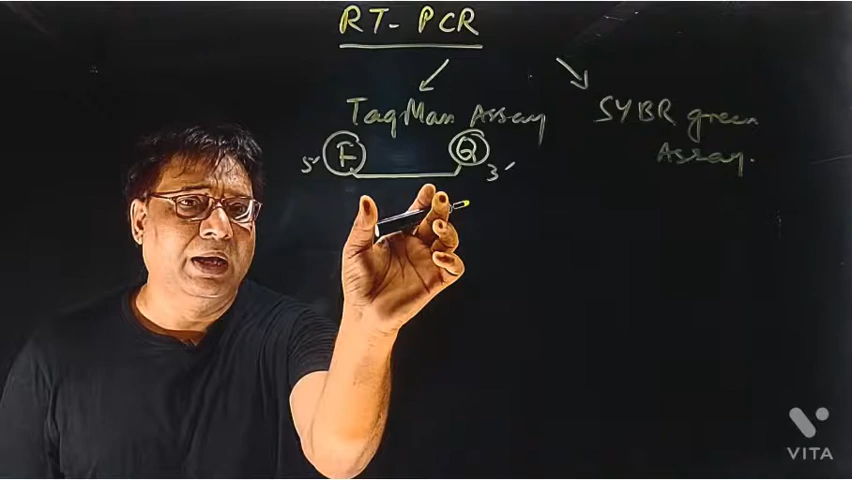 RT-PCR
TaqMan Assay
SYBR green
Assay.
5' F Q 3'
VITA